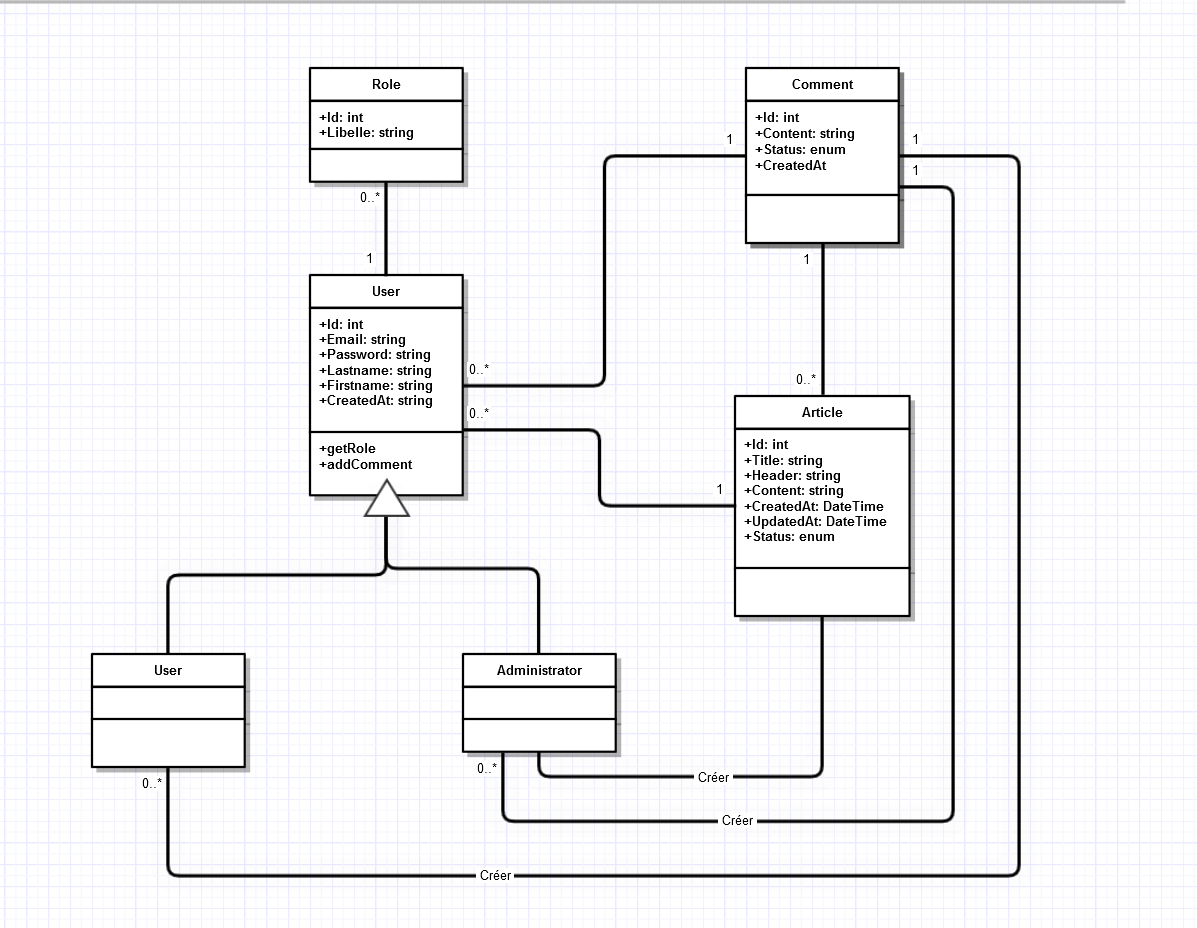 Role
+Id: int
+Libelle: string
0..*
1
User
+Id: int
+Email: string
+Password: string
+Lastname: string
+Firstname: string
+CreatedAt: string
+getRole
+addComment
0..*
0..*
1
1
Comment
+Id: int
+Content: string
+Status: enum
+CreatedAt
1
1
1
0..*
Article
+Id: int
+Title: string
+Header: string
+Content: string
+CreatedAt: DateTime
+UpdatedAt: DateTime
+Status: enum
User
0..*
Administrator
0..*
Créer
Créer
Créer